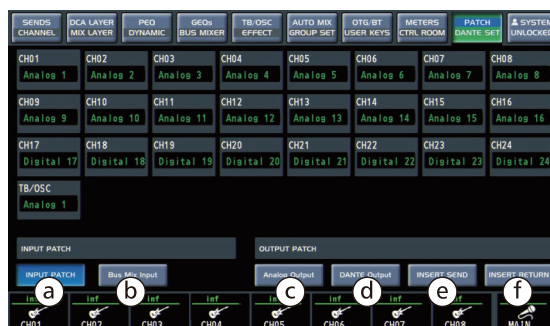 SENDS DCA LAYER PEQ GEQs TB/OSC AUTO MIX OTG/BT METERS PATCH SYSTEM
CHANNEL MIX LAYER DYNAMIC BUS MIXER EFFECT GROUP SET USER KEYS CTRL ROOM DANTE SET UNLOCKED
CH01 CH02 CH03 CH04 CH05 CH06 CH07 CH08
Analog 1 Analog 2 Analog 3 Analog 4 Analog 5 Analog 6 Analog 7 Analog 8
CH09 CH10 CH11 CH12 CH13 CH14 CH15 CH16
Analog 9 Analog 10 Analog 11 Analog 12 Analog 13 Analog 14 Analog 15 Analog 16
CH17 CH18 CH19 CH20 CH21 CH22 CH23 CH24
Digital 17 Digital 18 Digital 19 Digital 20 Digital 21 Digital 22 Digital 23 Digital 24
TB/OSC
Analog 1
INPUT PATCH OUTPUT PATCH
INPUT PATCH Bus Mix Input Analog Output DANTE Output INSERT SEND INSERT RETURN
a b c d e f
inf inf inf inf inf inf inf
CH01 CH02 CH03 CH04 CH05 CH06 CH07 CH08 MAIN